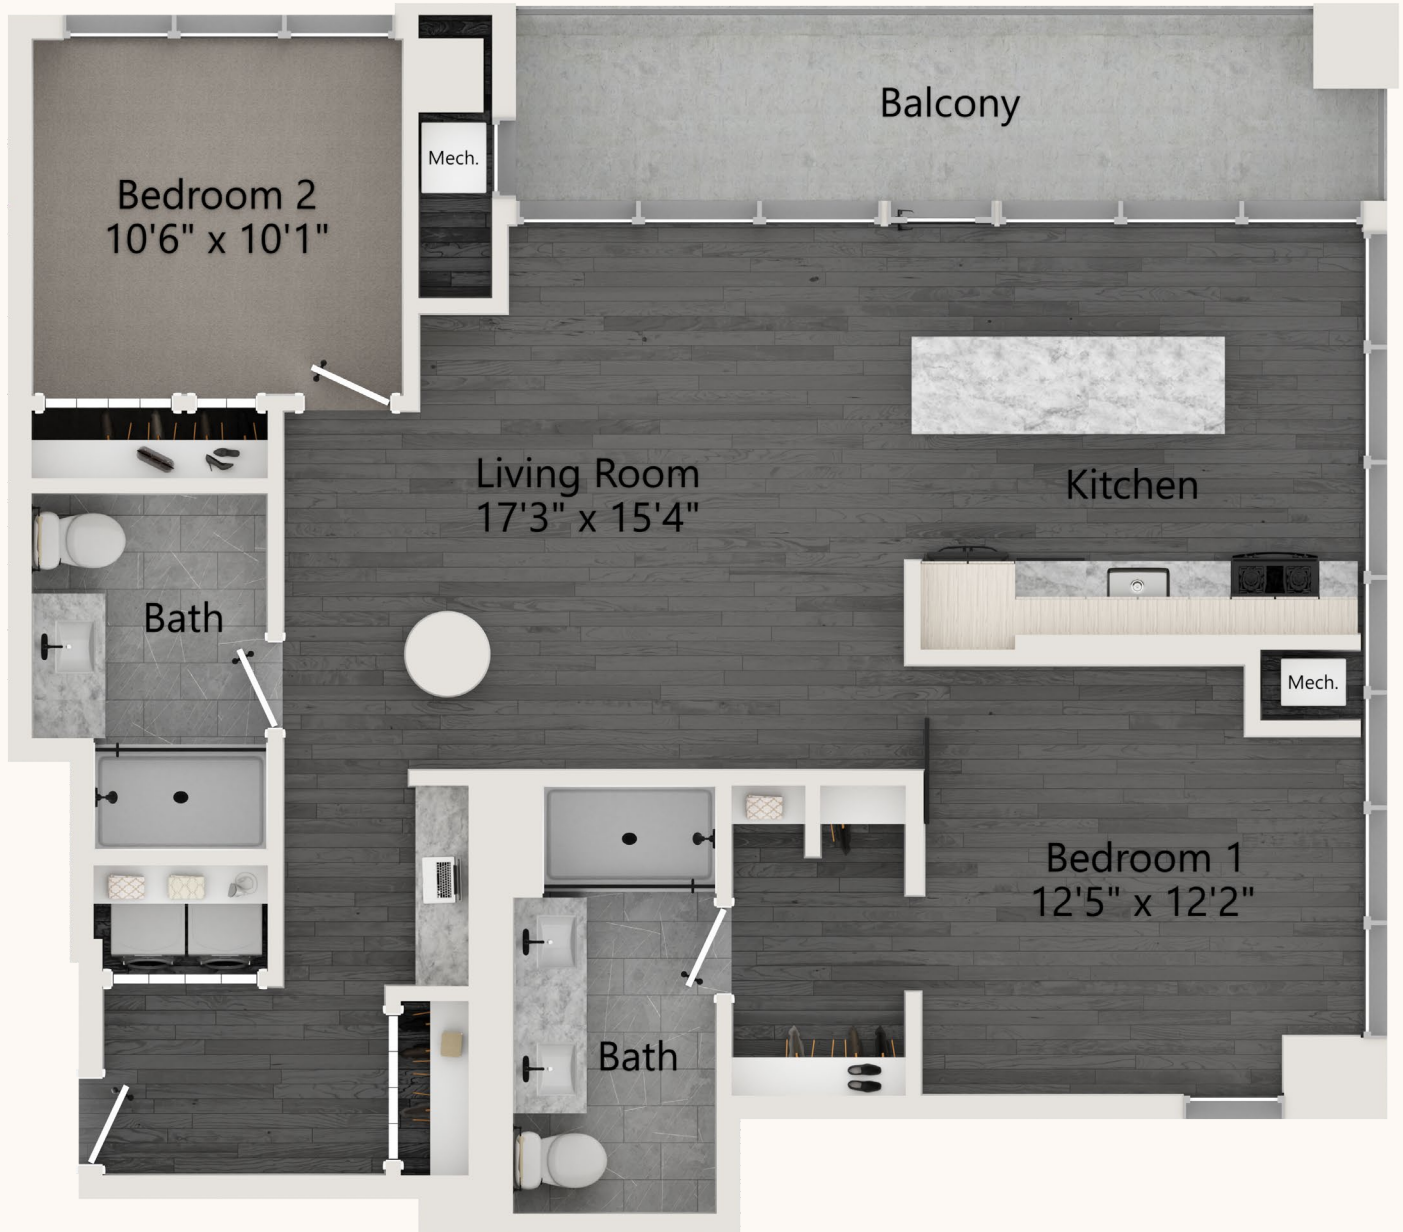 Balcony
Mech.
Bedroom 2
10'6" x 10'1"
Living Room
17'3" x 15'4"
Kitchen
Bath
Mech.
Bedroom 1
12'5" x 12'2"
Bath